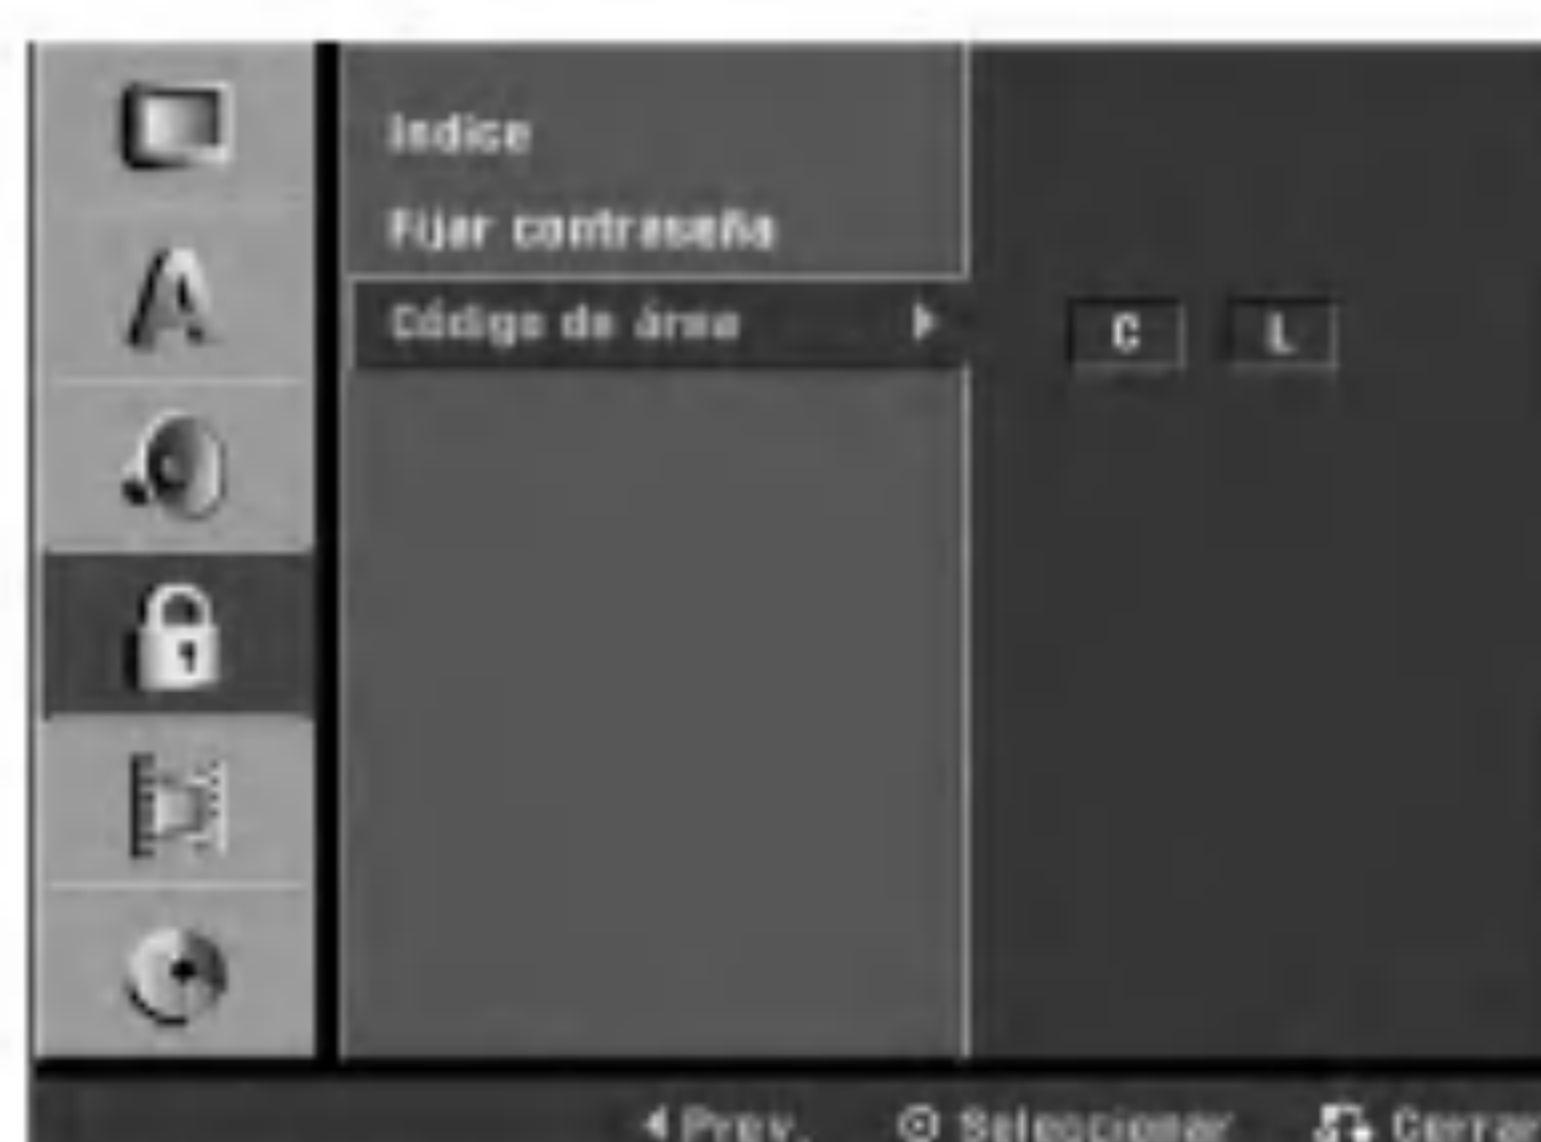 Indice
Fijar contraseña
Código de área
C L
Prev. Seleccionar Cerrar